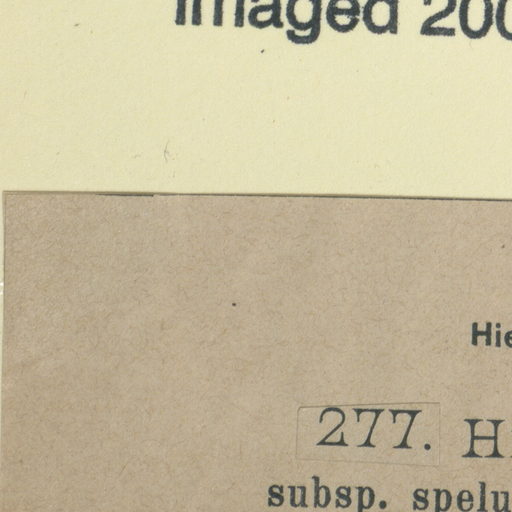 imaged 200
Hie
277. H
subsp. spelu